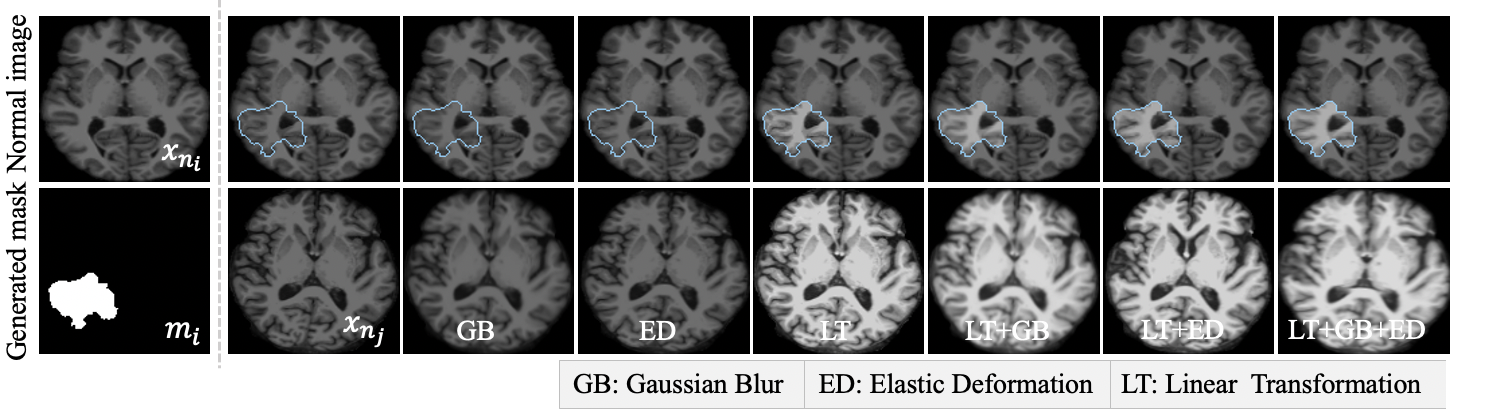 Normal image
x_{n_i}
Generated mask
m_i
x_{n_j}
GB
ED
LT
LT+GB
LT+ED
LT+GB+ED
GB: Gaussian Blur
ED: Elastic Deformation
LT: Linear Transformation